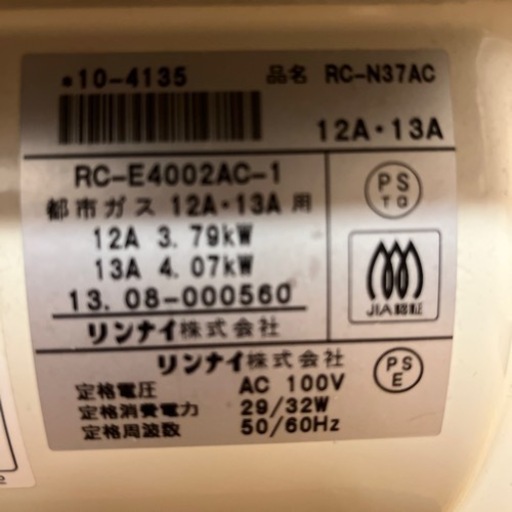 *10-4135 品名 RC-N37AC
12A・13A
RC-E4002AC-1
都市ガス 12A・13A 用
12A 3.79kW
13A 4.07kW
13.08-000560
リンナイ株式会社
PS
TG
JIA認証
リンナイ株式会社
PS
E
定格電圧 AC 100V
定格消費電力 29/32W
定格周波数 50/60Hz